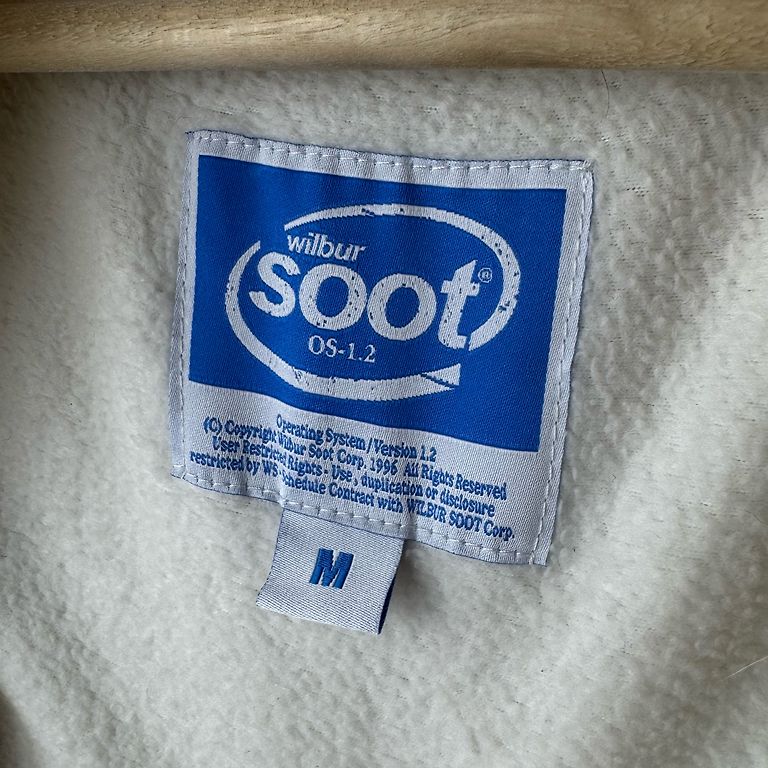 wilbur
soot®
OS-1.2
Operating System/Version 1.2
(C) Copyright Wilbur Soot Corp. 1996 All Rights Reserved
User Restricted Rights - Use, duplication or disclosure
restricted by WS-Schedule Contract with WILBUR SOOT Corp.
M